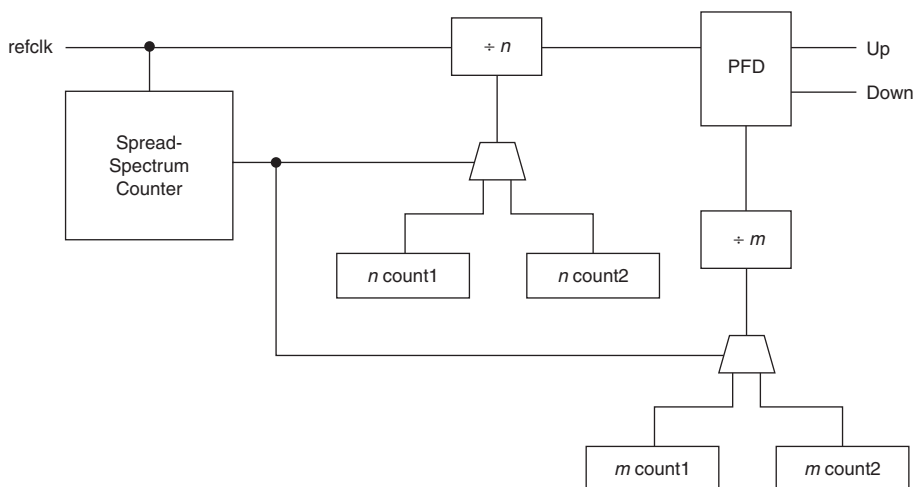 refclk
÷ n
PFD
Up
Down
Spread-
Spectrum
Counter
÷ m
n count1
n count2
m count1
m count2